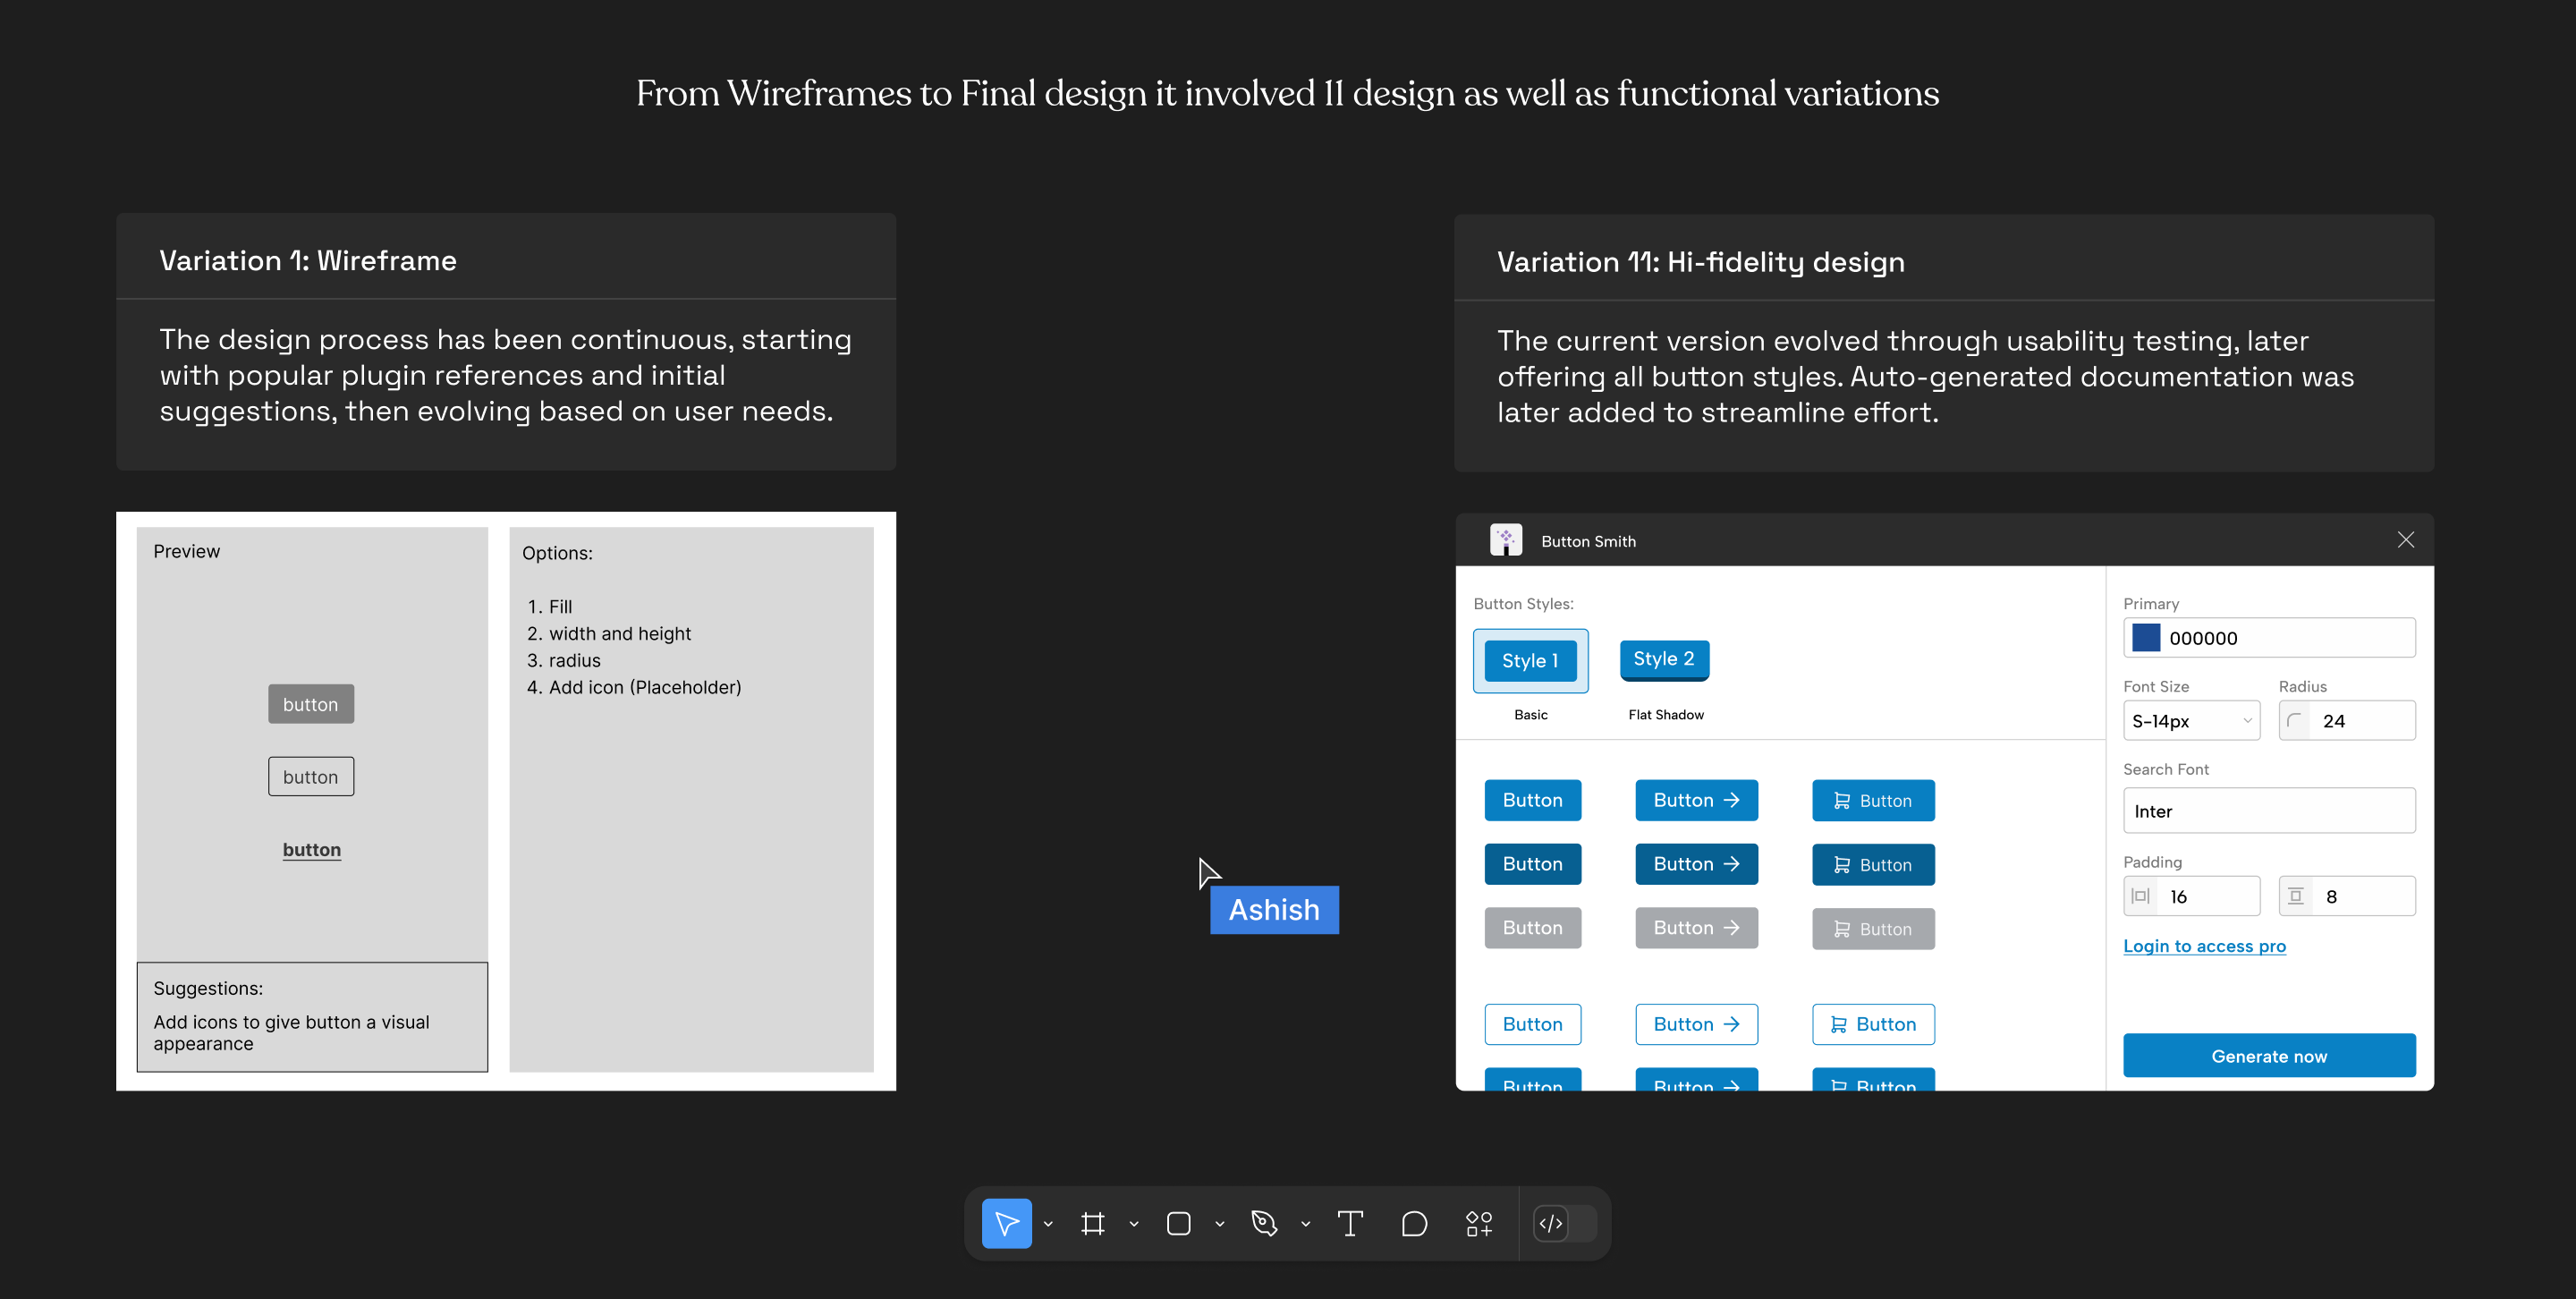 From Wireframes to Final design it involved 11 design as well as functional variations
Variation 1: Wireframe
The design process has been continuous, starting
with popular plugin references and initial
suggestions, then evolving based on user needs.
Preview
button
button
button
Suggestions:
Add icons to give button a visual
appearance
Options:
1. Fill
2. width and height
3. radius
4. Add icon (Placeholder)
Ashish
Variation 11: Hi-fidelity design
The current version evolved through usability testing, later
offering all button styles. Auto-generated documentation was
later added to streamline effort.
Button Smith
Button Styles:
Style 1 Style 2
Basic Flat Shadow
Button Button Button
Button Button Button
Button Button Button
Button Button Button
Button Button Button
Primary
000000
Font Size Radius
S-14px 24
Search Font
Inter
Padding
16 8
Login to access pro
Generate now